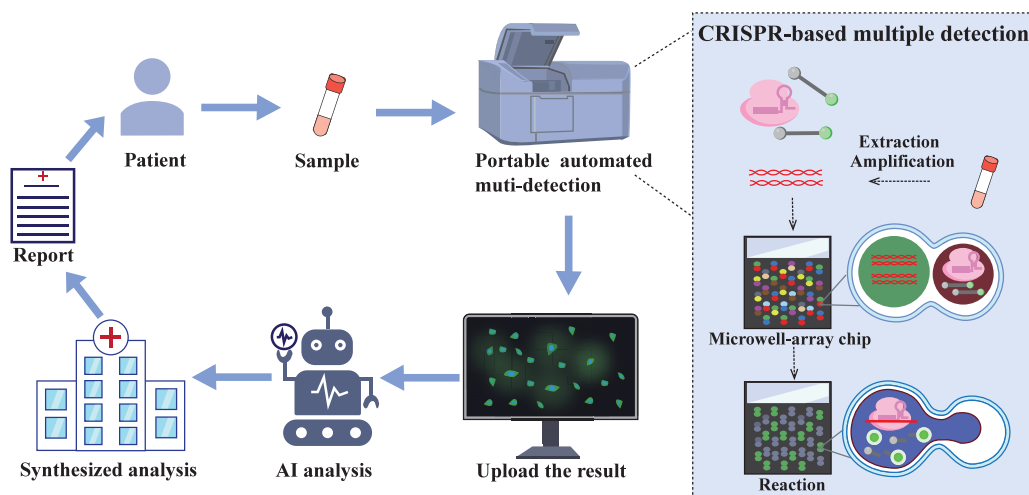 CRISPR-based multiple detection
Patient
Sample
Portable automated
muti-detection
Extraction
Amplification
Report
Microwell-array chip
Synthesized analysis
AI analysis
Upload the result
Reaction